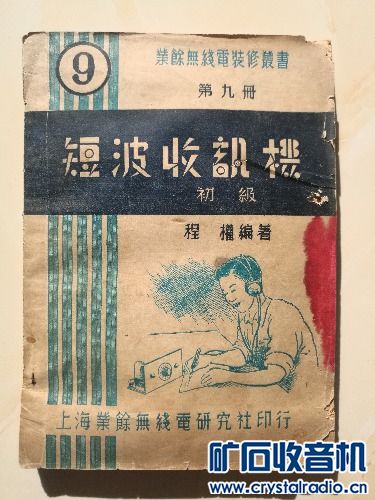 9
業餘無綫電裝修叢書
第九冊
短波收訊機
初級
程權編著
上海業餘無綫電研究社印行
矿石收音机
www.crystalradio.cn